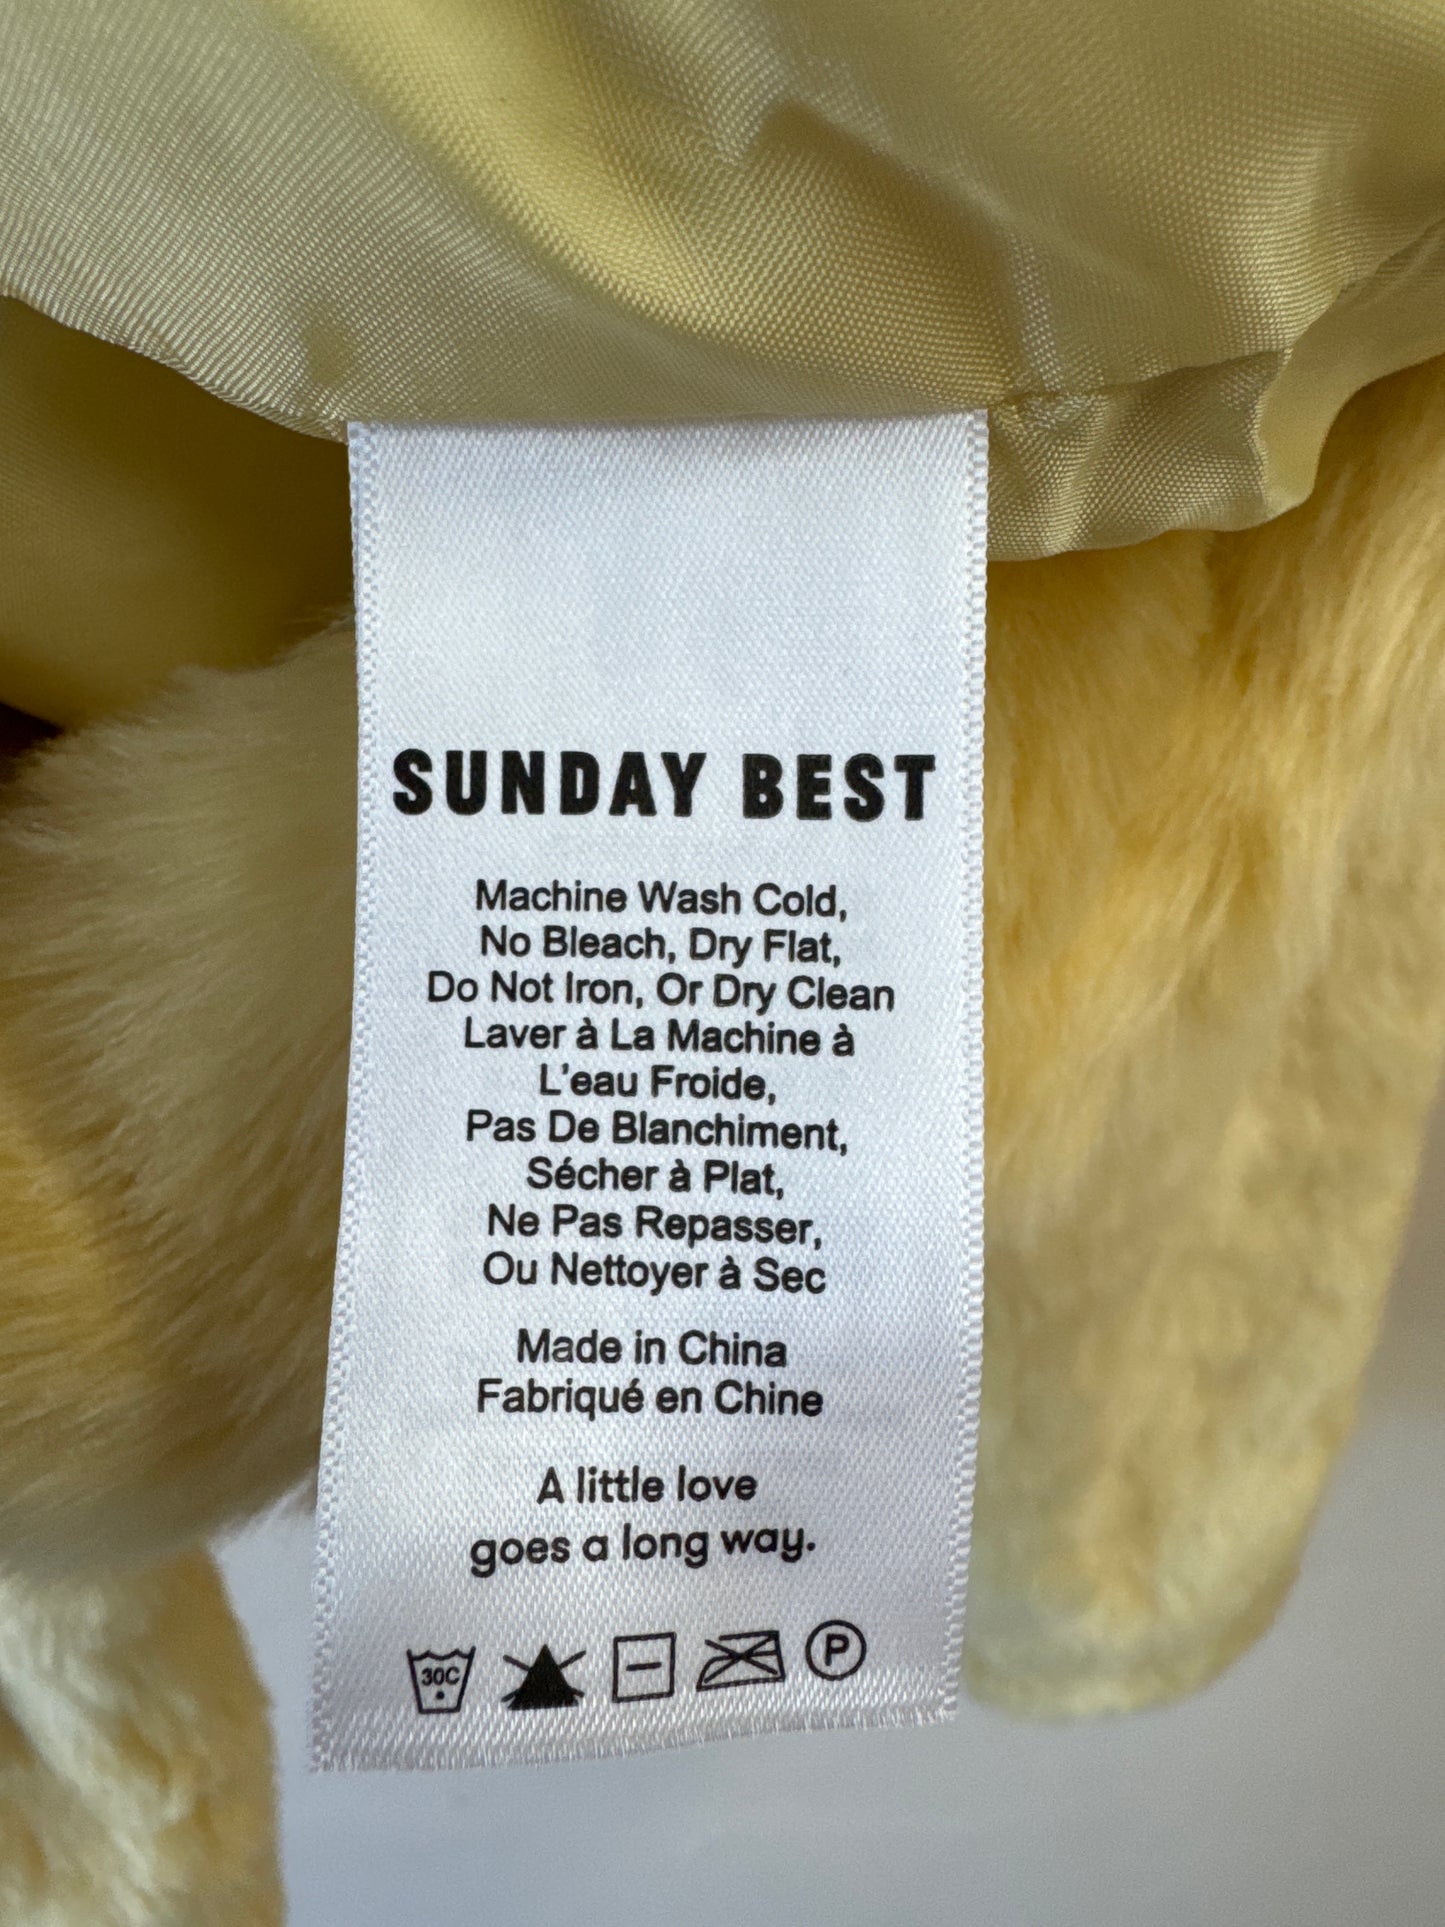 SUNDAY BEST
Machine Wash Cold,
No Bleach, Dry Flat,
Do Not Iron, Or Dry Clean
Laver à La Machine à
L'eau Froide,
Pas De Blanchiment,
Sécher à Plat,
Ne Pas Repasser,
Ou Nettoyer à Sec
Made in China
Fabriqué en Chine
A little love
goes a long way.
30C P